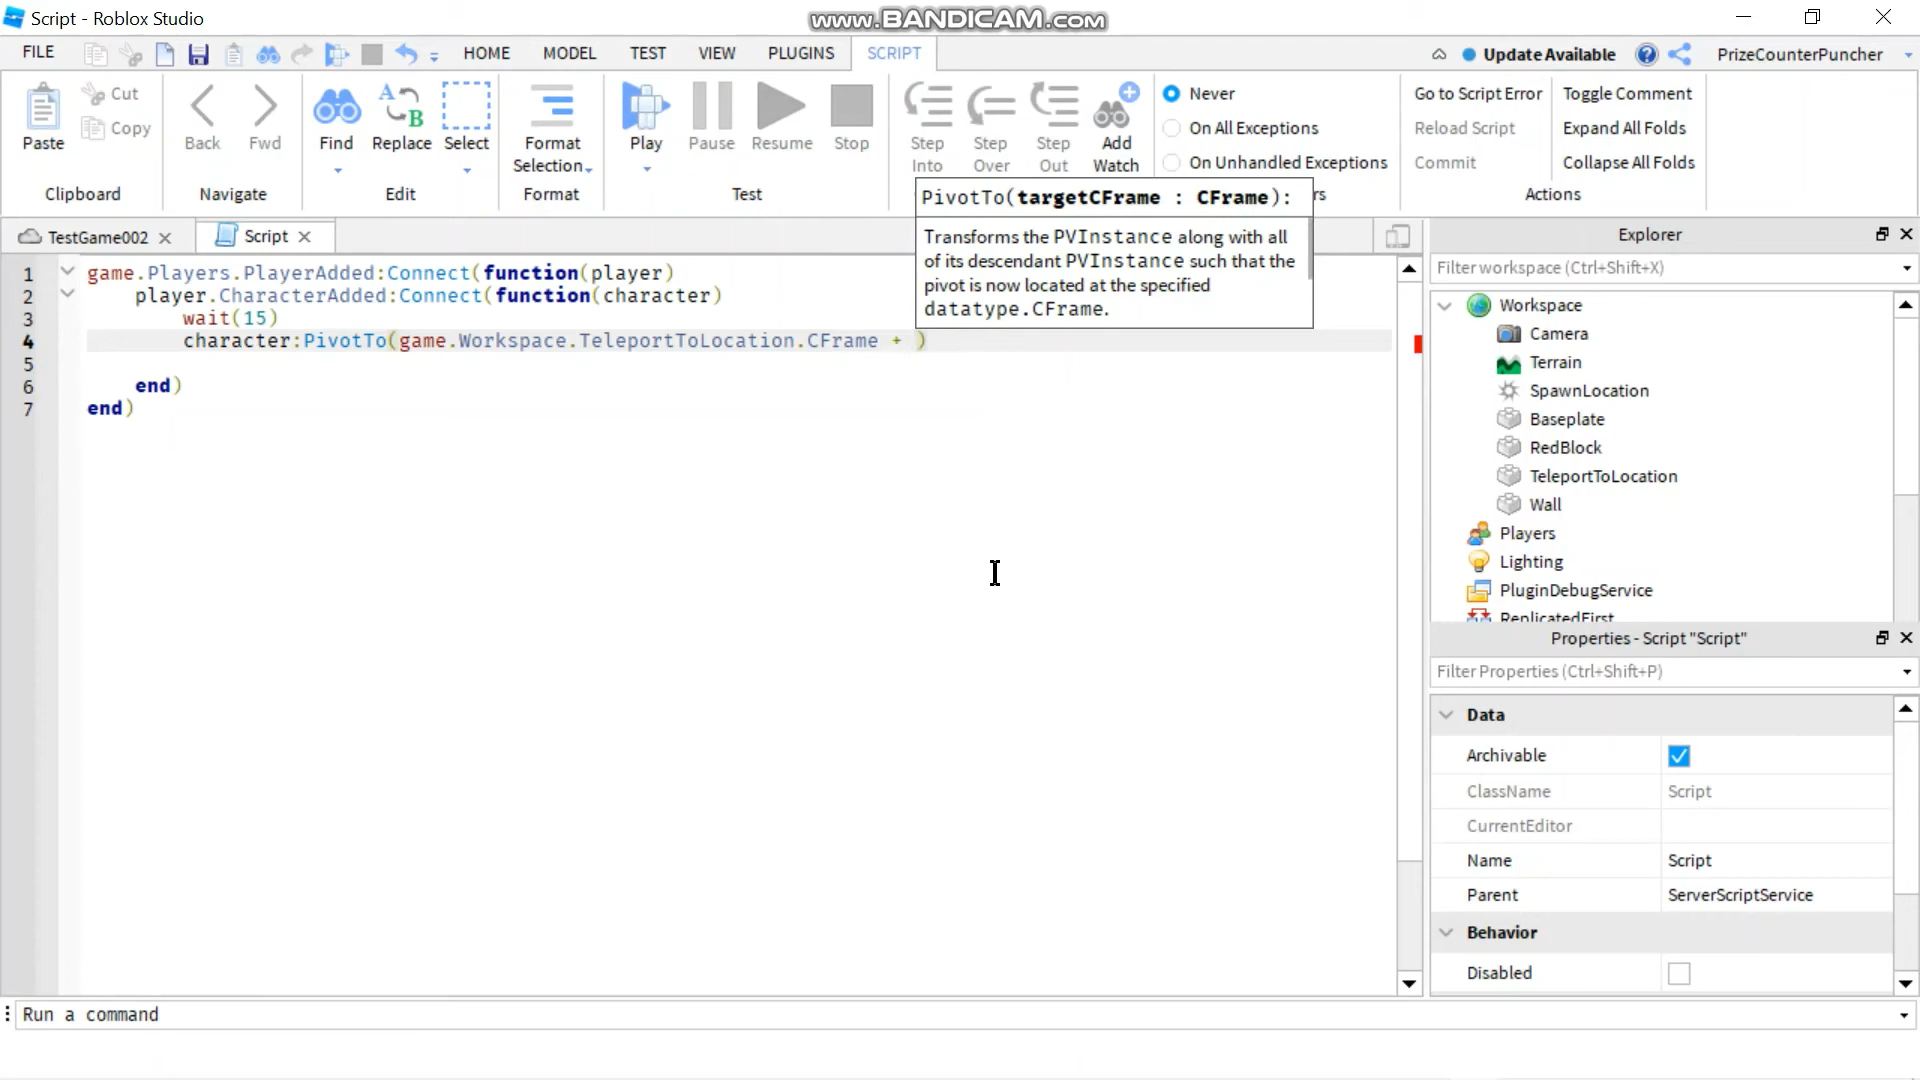 Script - Roblox Studio
www.BANDICAM.com
FILE
HOME
MODEL
TEST
VIEW
PLUGINS
SCRIPT
Update Available
PrizeCounterPuncher
Paste
Cut
Copy
Clipboard
Back
Fwd
Navigate
Find
Replace
Select
Edit
Format
Selection
Format
Play
Pause
Resume
Stop
Test
Step
Into
Step
Over
Step
Out
Add
Watch
Never
On All Exceptions
On Unhandled Exceptions
rs
Go to Script Error
Reload Script
Commit
Toggle Comment
Expand All Folds
Collapse All Folds
Actions
PivotTo(targetCFrame : CFrame):
Transforms the PVInstance along with all
of its descendant PVInstance such that the
pivot is now located at the specified
datatype.CFrame.
TestGame002
Script
1 game.Players.PlayerAdded:Connect(function(player)
2 player.CharacterAdded:Connect(function(character)
3 wait(15)
4 character:PivotTo(game.Workspace.TeleportToLocation.CFrame + )
5
6 end)
7 end)
Explorer
Filter workspace (Ctrl+Shift+X)
Workspace
Camera
Terrain
SpawnLocation
Baseplate
RedBlock
TeleportToLocation
Wall
Players
Lighting
PluginDebugService
ReplicatedFirst
Properties - Script "Script"
Filter Properties (Ctrl+Shift+P)
Data
Archivable
ClassName Script
CurrentEditor
Name Script
Parent ServerScriptService
Behavior
Disabled
Run a command